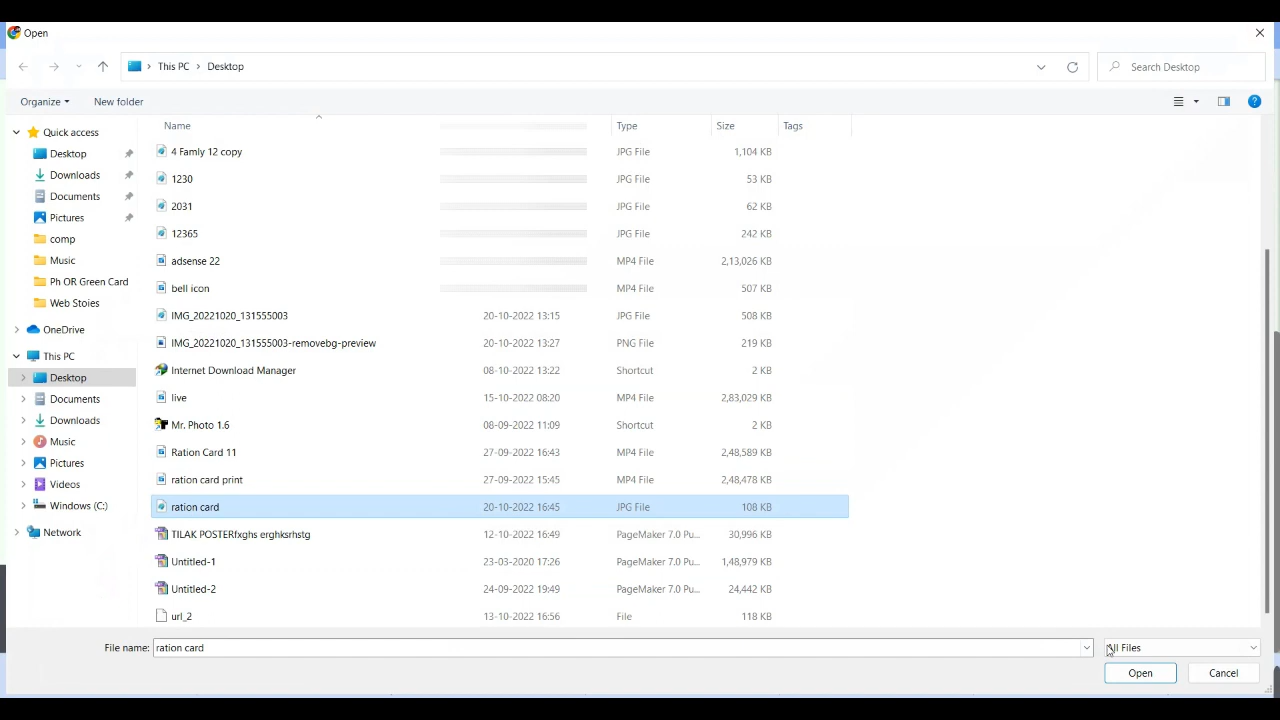 Open
This PC > Desktop
Search Desktop
Organize
New folder
Name Type Size Tags
Quick access
Desktop
Downloads
Documents
Pictures
comp
Music
Ph OR Green Card
Web Stoies
OneDrive
This PC
Desktop
Documents
Downloads
Music
Pictures
Videos
Windows (C:)
Network
4 Famly 12 copy JPG File 1,104 KB
1230 JPG File 53 KB
2031 JPG File 62 KB
12365 JPG File 242 KB
adsense 22 MP4 File 2,13,026 KB
bell icon MP4 File 507 KB
IMG_20221020_131555003 20-10-2022 13:15 JPG File 508 KB
IMG_20221020_131555003-removebg-preview 20-10-2022 13:27 PNG File 219 KB
Internet Download Manager 08-10-2022 13:22 Shortcut 2 KB
live 15-10-2022 08:20 MP4 File 2,83,029 KB
Mr. Photo 1.6 08-09-2022 11:09 Shortcut 2 KB
Ration Card 11 27-09-2022 16:43 MP4 File 2,48,589 KB
ration card print 27-09-2022 15:45 MP4 File 2,48,478 KB
ration card 20-10-2022 16:45 JPG File 108 KB
TILAK POSTERfxghs erghksrhstg 12-10-2022 16:49 PageMaker 7.0 Pu... 30,996 KB
Untitled-1 23-03-2020 17:26 PageMaker 7.0 Pu... 1,48,979 KB
Untitled-2 24-09-2022 19:49 PageMaker 7.0 Pu... 24,442 KB
url_2 13-10-2022 16:56 File 118 KB
File name: ration card
All Files
Open
Cancel